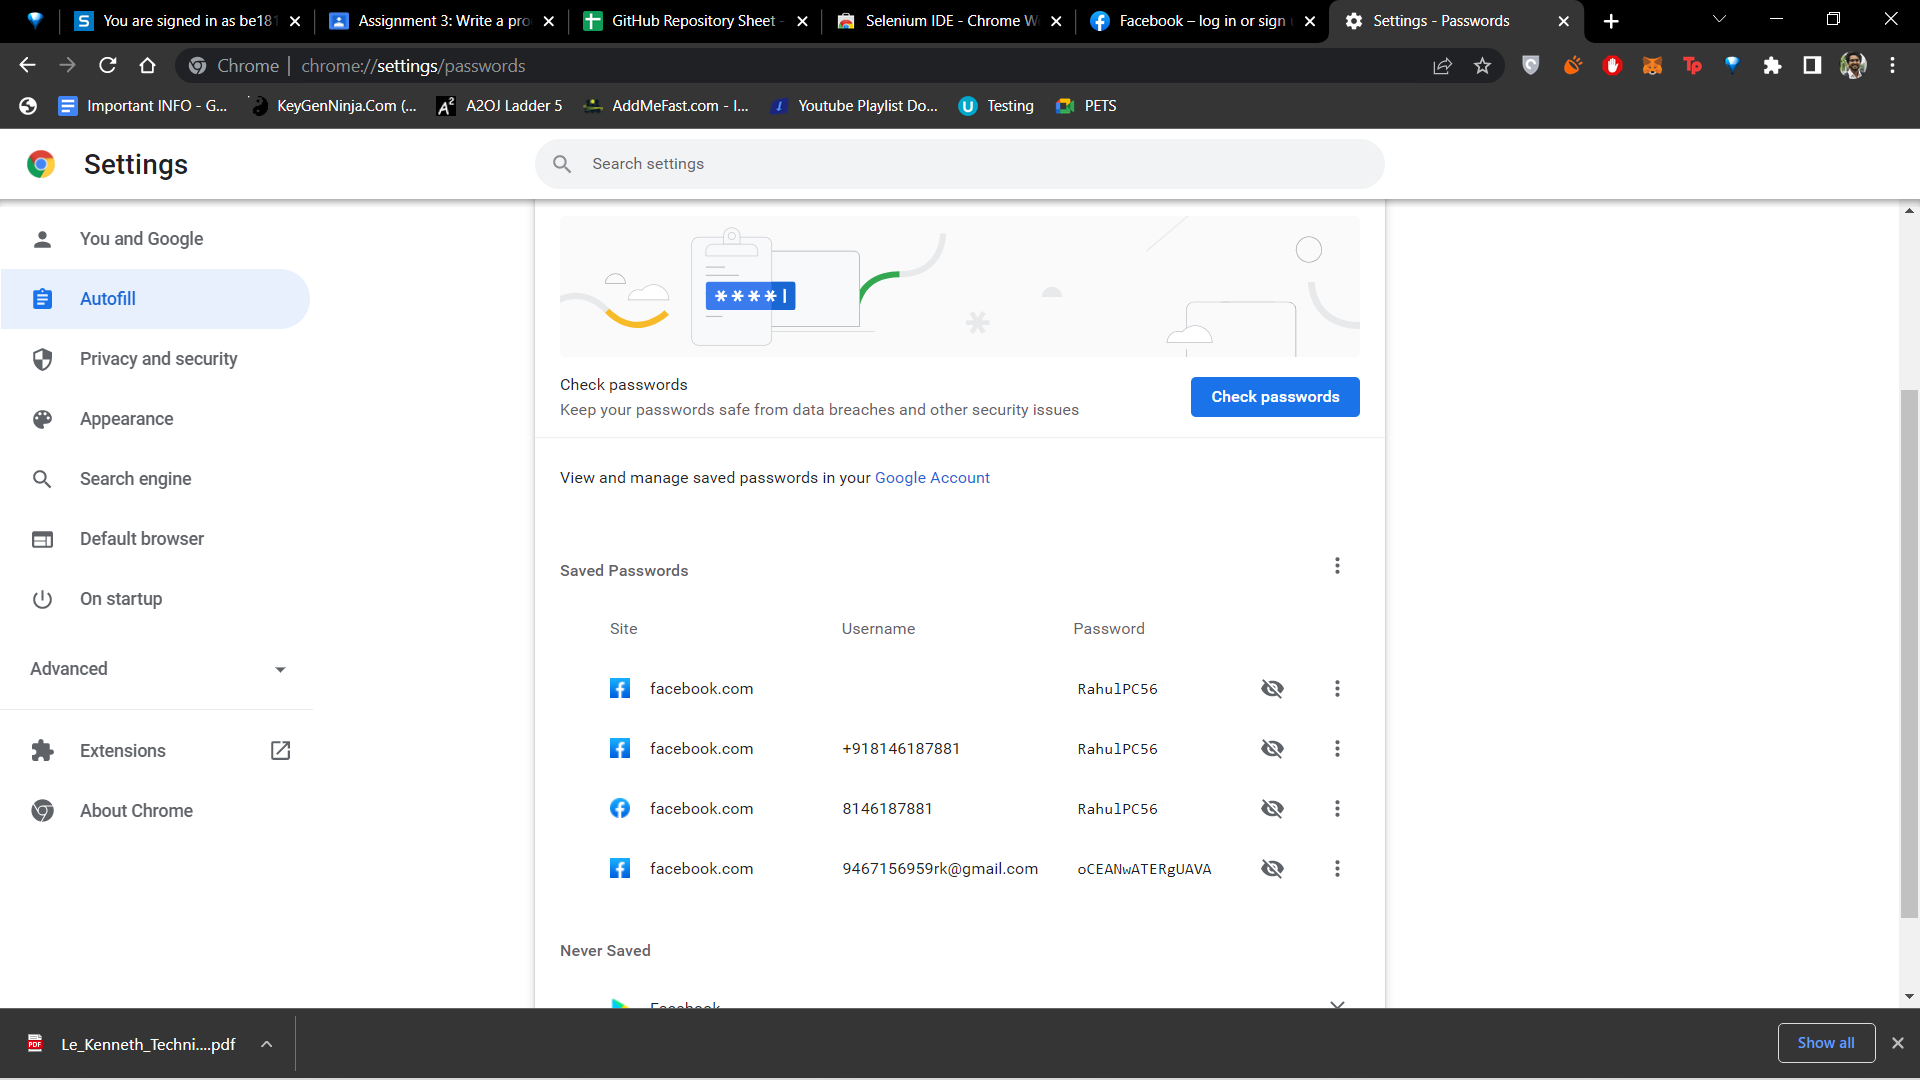 You are signed in as be181
Assignment 3: Write a pro
GitHub Repository Sheet -
Selenium IDE - Chrome W
Facebook – log in or sign u
Settings - Passwords
Chrome | chrome://settings/passwords
Important INFO - G...
KeyGenNinja.Com (...
A2OJ Ladder 5
AddMeFast.com - I...
Youtube Playlist Do...
Testing
PETS
Settings
Search settings
You and Google
Autofill
Privacy and security
Appearance
Search engine
Default browser
On startup
Advanced
Extensions
About Chrome
****|
Check passwords
Keep your passwords safe from data breaches and other security issues
Check passwords
View and manage saved passwords in your Google Account
Saved Passwords
Site Username Password
facebook.com RahulPC56
facebook.com +918146187881 RahulPC56
facebook.com 8146187881 RahulPC56
facebook.com 9467156959rk@gmail.com oCEANwATERgUAVA
Never Saved
Facebook
Le_Kenneth_Techni....pdf
Show all